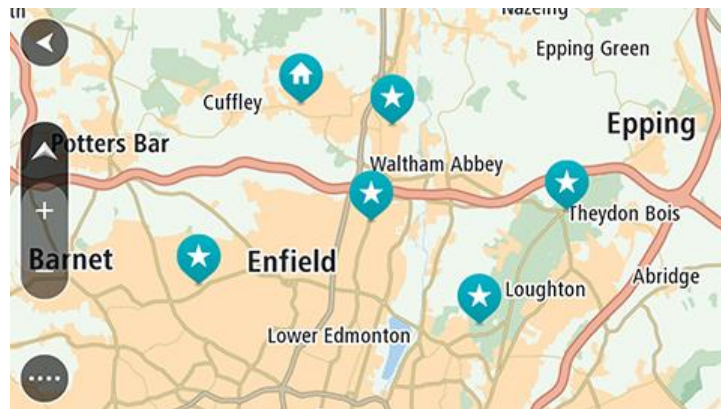 Nazeing
Epping Green
Cuffley
Epping
Potters Bar
Waltham Abbey
Theydon Bois
Barnet
Enfield
Loughton
Abridge
Lower Edmonton